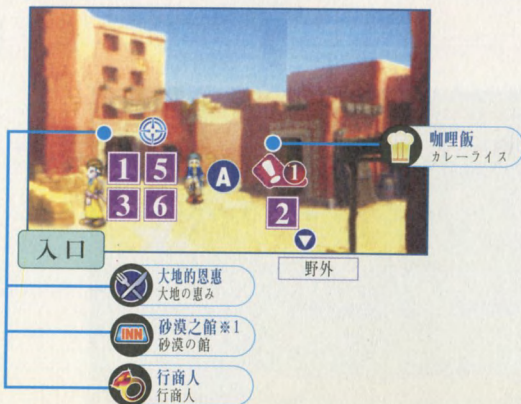 咖哩飯
カレーライス
1 5
A
! 1
3 6
2
入口
野外
大地的恩惠
大地の恵み
INN
砂漠之館※1
砂漠の館
行商人
行商人